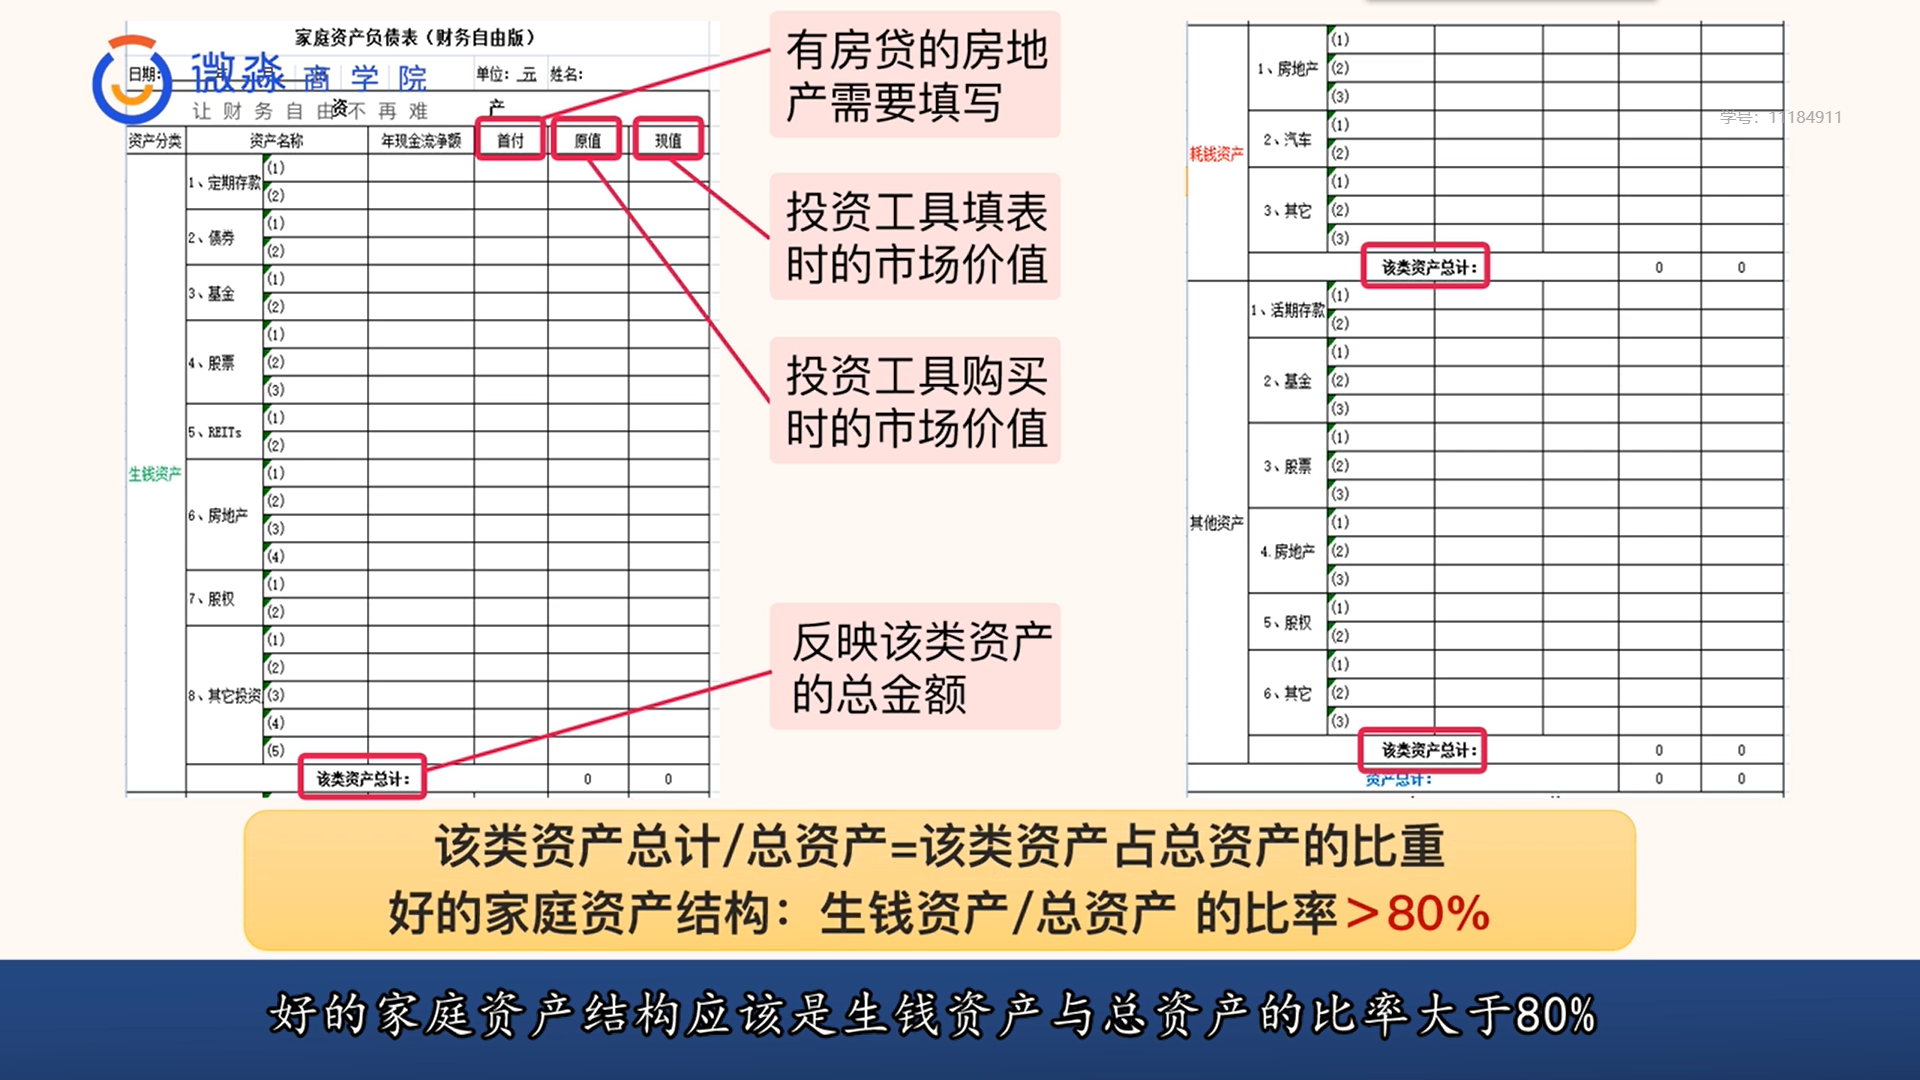 家庭资产负债表（财务自由版）
日期：
微淼商学院
单位：元 姓名：
让财务自由不再难
资 产
资产分类 资产名称 年现金流净额 首付 原值 现值
生钱资产
1、定期存款
(1)
(2)
2、债券
(1)
(2)
3、基金
(1)
(2)
4、股票
(1)
(2)
(3)
5、REITs
(1)
(2)
6、房地产
(1)
(2)
(3)
(4)
7、股权
(1)
(2)
8、其它投资
(1)
(2)
(3)
(4)
(5)
该类资产总计： 0 0
有房贷的房地
产需要填写
投资工具填表
时的市场价值
投资工具购买
时的市场价值
反映该类资产
的总金额
学号：11184911
耗钱资产
1、房地产
(1)
(2)
(3)
2、汽车
(1)
(2)
3、其它
(1)
(2)
(3)
该类资产总计： 0 0
其他资产
1、活期存款
(1)
(2)
2、基金
(1)
(2)
(3)
3、股票
(1)
(2)
(3)
4.房地产
(1)
(2)
(3)
5、股权
(1)
(2)
6、其它
(1)
(2)
(3)
该类资产总计： 0 0
资产总计： 0 0
该类资产总计/总资产=该类资产占总资产的比重
好的家庭资产结构：生钱资产/总资产 的比率＞80%
好的家庭资产结构应该是生钱资产与总资产的比率大于80%